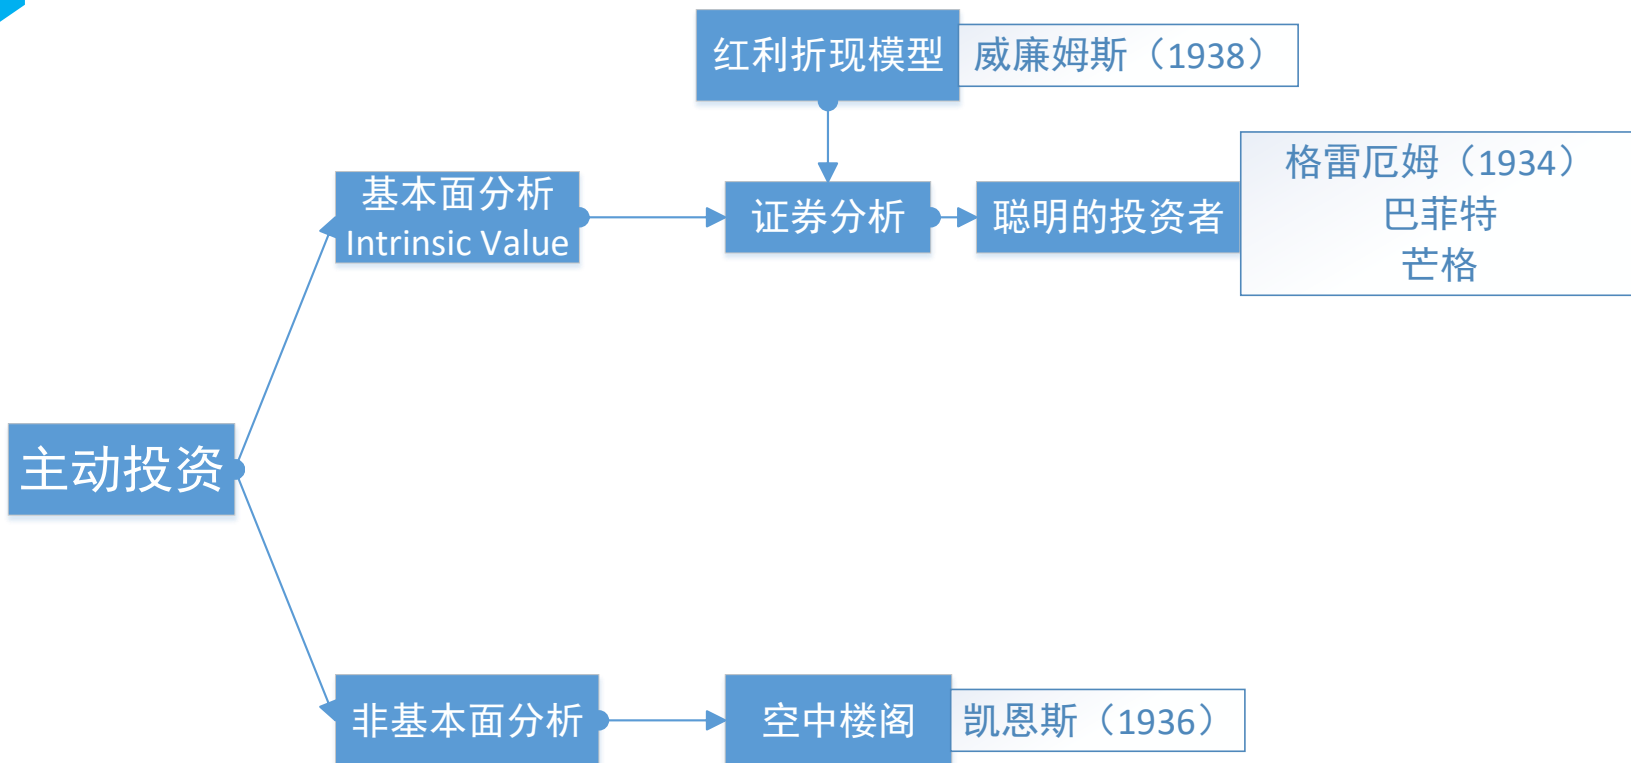 红利折现模型
威廉姆斯（1938）
基本面分析
Intrinsic Value
证券分析
聪明的投资者
格雷厄姆（1934）
巴菲特
芒格
主动投资
非基本面分析
空中楼阁
凯恩斯（1936）